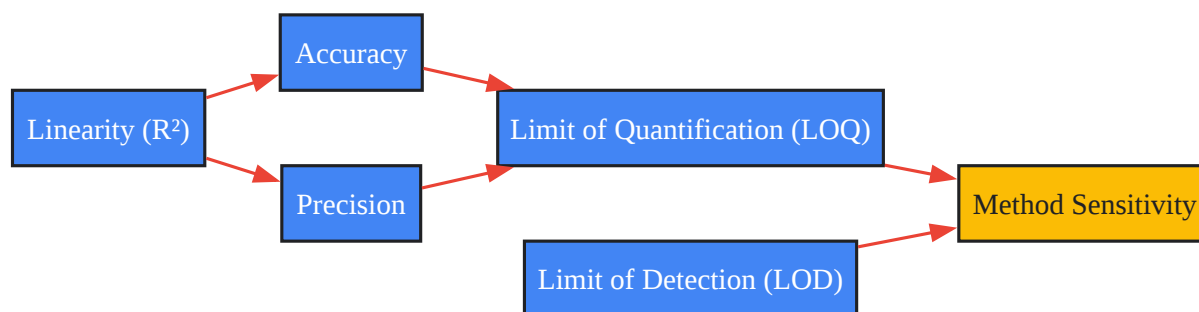 Accuracy
Linearity (R²)
Limit of Quantification (LOQ)
Precision
Method Sensitivity
Limit of Detection (LOD)